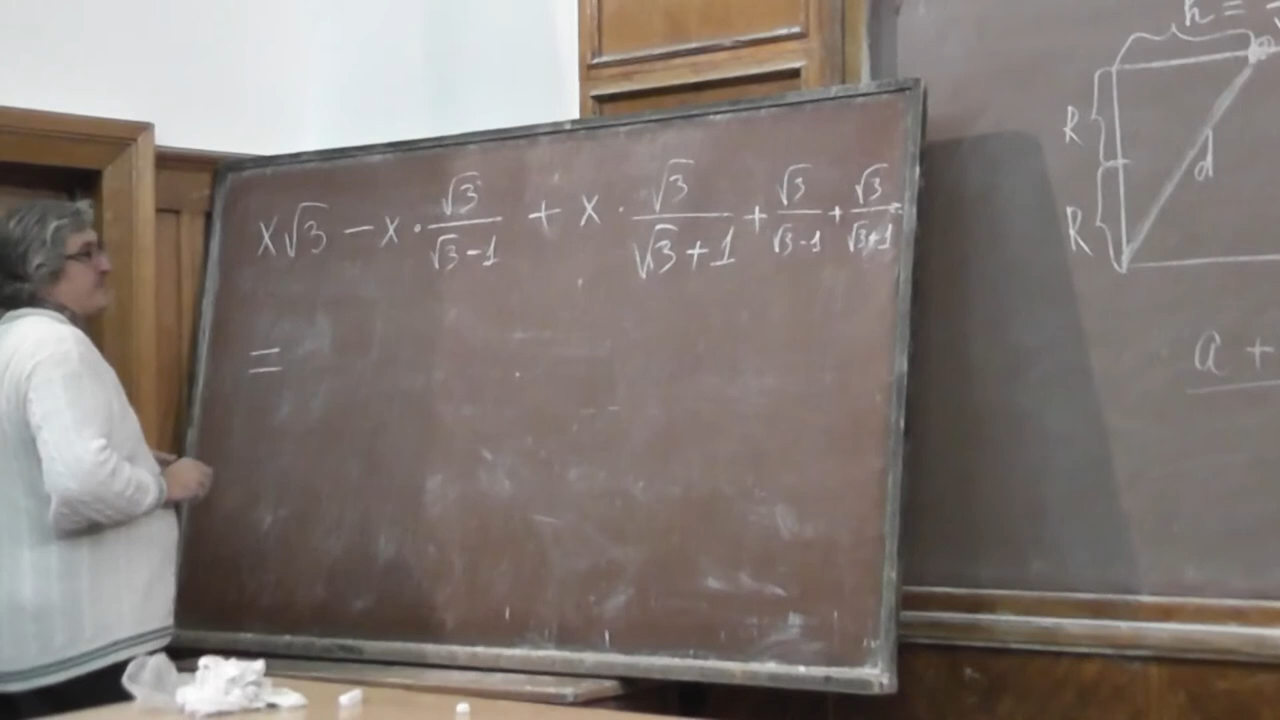 x√3 − x · √3/(√3−1) + x · √3/(√3+1) + √3/(√3−1) + √3/(√3+1)
=
h =
R
d
R
a +